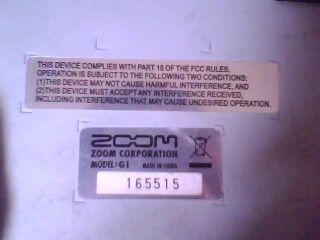 THIS DEVICE COMPLIES WITH PART 15 OF THE FCC RULES.
OPERATION IS SUBJECT TO THE FOLLOWING TWO CONDITIONS:
(1)THIS DEVICE MAY NOT CAUSE HARMFUL INTERFERENCE, AND
(2)THIS DEVICE MUST ACCEPT ANY INTERFERENCE RECEIVED,
INCLUDING INTERFERENCE THAT MAY CAUSE UNDESIRED OPERATION.
ZOOM
ZOOM CORPORATION
MODEL:G1 MADE IN CHINA
165515